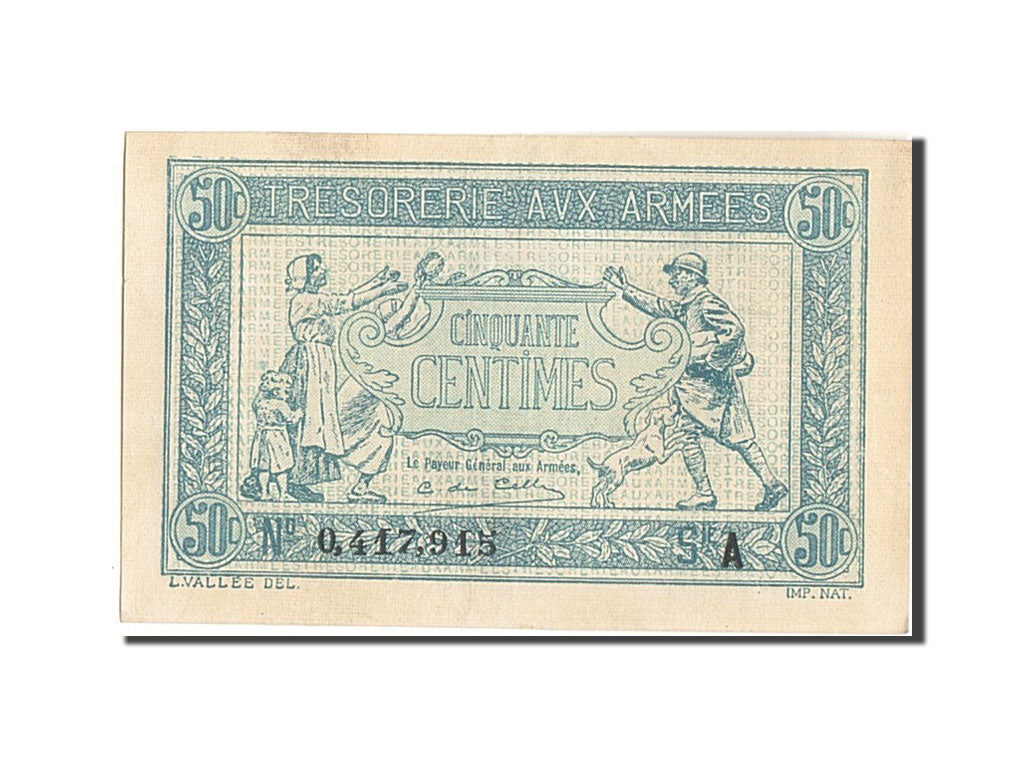 50c TRESORERIE AVX ARMEES 50c
CINQUANTE
CENTIMES
Le Payeur Général aux Armées,
50c Nº 0,417,915 Sie A 50c
L.VALLÉE DEL. IMP. NAT.